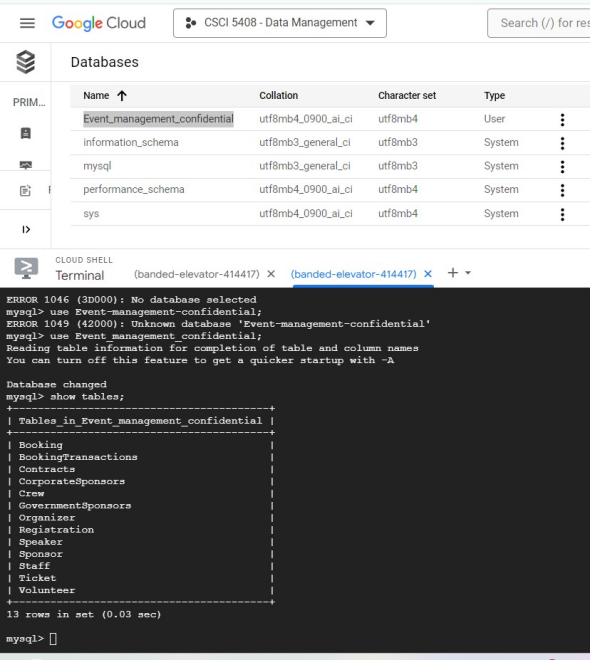 Google Cloud
CSCI 5408 - Data Management
Search (/) for res
Databases
PRIM...
Name Collation Character set Type
Event_management_confidential utf8mb4_0900_ai_ci utf8mb4 User
information_schema utf8mb3_general_ci utf8mb3 System
mysql utf8mb3_general_ci utf8mb3 System
performance_schema utf8mb4_0900_ai_ci utf8mb4 System
sys utf8mb4_0900_ai_ci utf8mb4 System
CLOUD SHELL
Terminal (banded-elevator-414417) × (banded-elevator-414417) × +
ERROR 1046 (3D000): No database selected
mysql> use Event-management-confidential;
ERROR 1049 (42000): Unknown database 'Event-management-confidential'
mysql> use Event_management_confidential;
Reading table information for completion of table and column names
You can turn off this feature to get a quicker startup with -A
Database changed
mysql> show tables;
+-----------------------------------------+
| Tables_in_Event_management_confidential |
+-----------------------------------------+
| Booking |
| BookingTransactions |
| Contracts |
| CorporateSponsors |
| Crew |
| GovernmentSponsors |
| Organizer |
| Registration |
| Speaker |
| Sponsor |
| Staff |
| Ticket |
| Volunteer |
+-----------------------------------------+
13 rows in set (0.03 sec)
mysql>